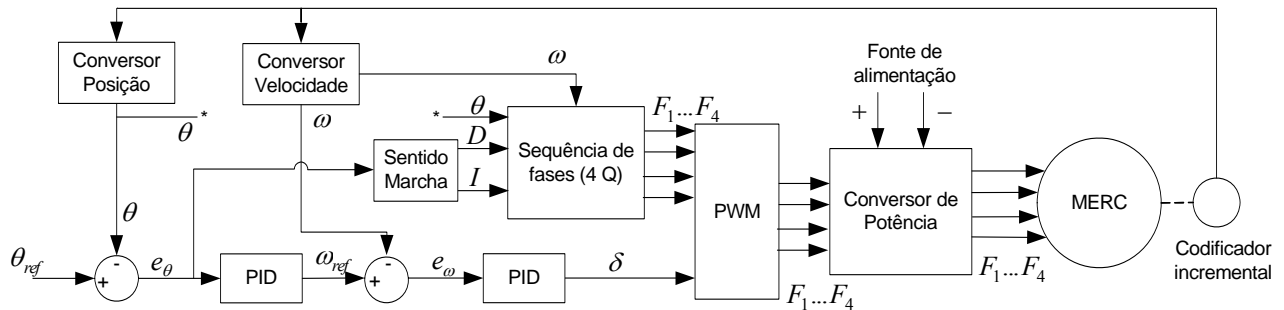 Conversor
Posição
θ *
Conversor
Velocidade
ω
ω
Fonte de
alimentação
+
−
* θ
D
I
Sentido
Marcha
Sequência de
fases (4 Q)
F1...F4
PWM
Conversor de
Potência
MERC
Codificador
incremental
F1...F4
F1...F4
θ
θref
-
+
eθ
PID
ωref
-
+
eω
PID
δ